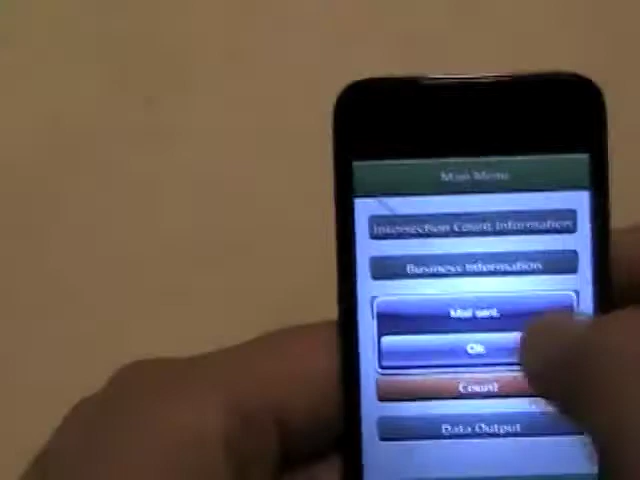 Main Menu
Intersection Count Information
Business Information
Mail sent.
Ok
Count
Data Output